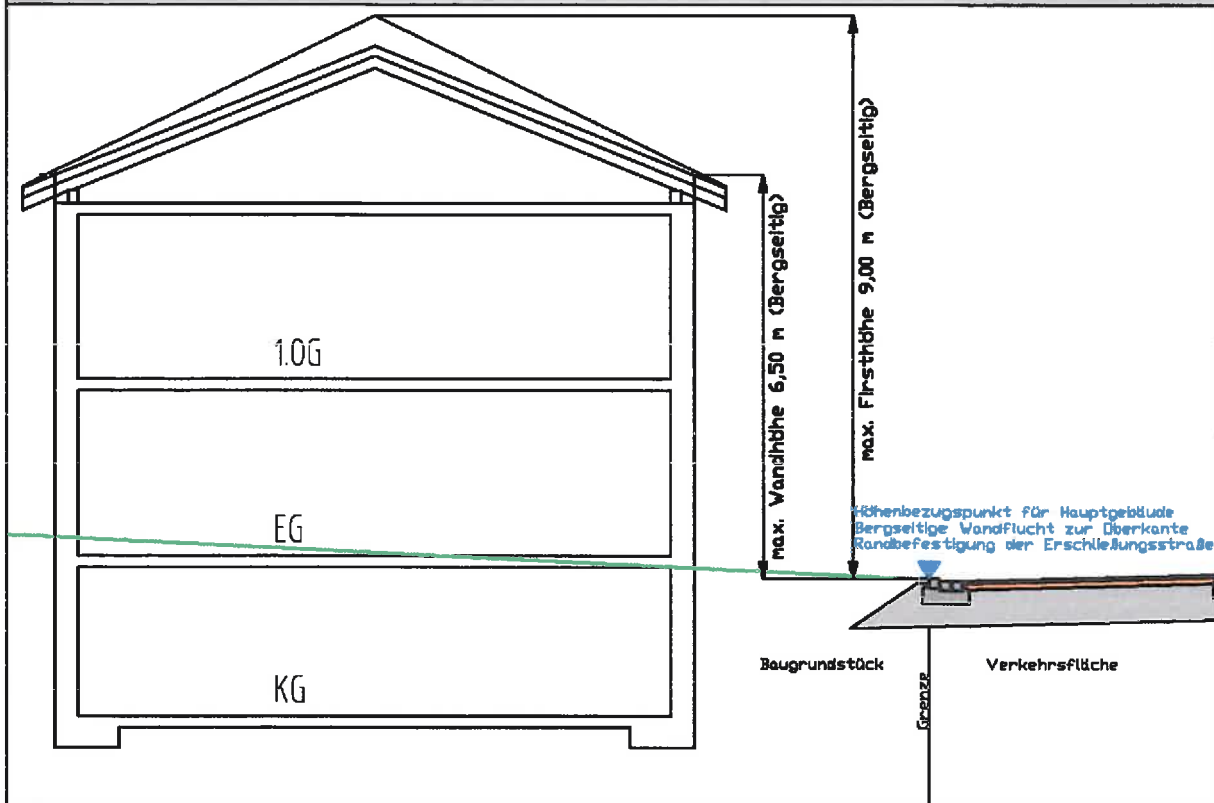 max. Firsthöhe 9,00 m (Bergseitig)
max. Wandhöhe 6,50 m (Bergseitig)
1.OG
EG
KG
Höhenbezugspunkt für Hauptgebäude
Bergseitige Wandflucht zur Oberkante
Randbefestigung der Erschließungsstraße
Baugrundstück
Verkehrsfläche
Grenze